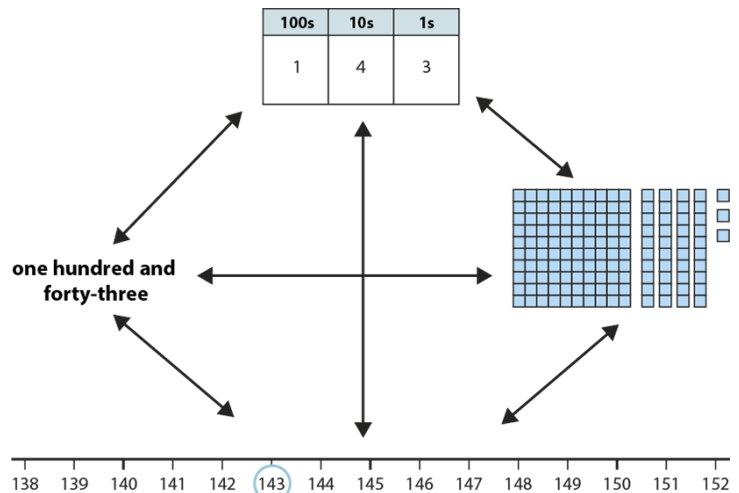 100s 10s 1s
1 4 3
one hundred and
forty-three
138 139 140 141 142 143 144 145 146 147 148 149 150 151 152